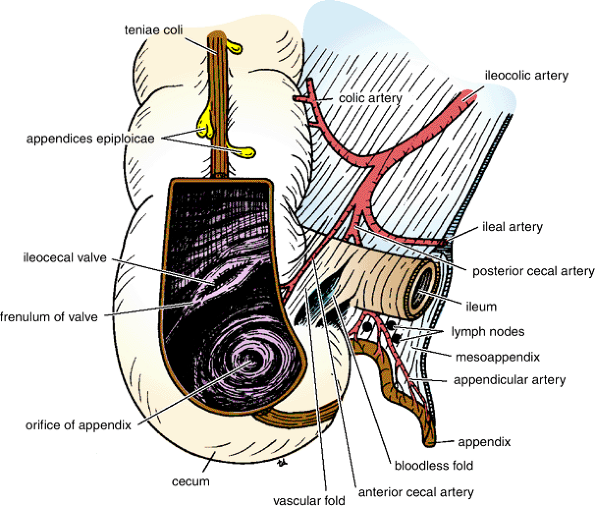 teniae coli
ileocolic artery
colic artery
appendices epiploicae
ileal artery
ileocecal valve
posterior cecal artery
ileum
frenulum of valve
lymph nodes
mesoappendix
appendicular artery
orifice of appendix
appendix
bloodless fold
cecum
anterior cecal artery
vascular fold